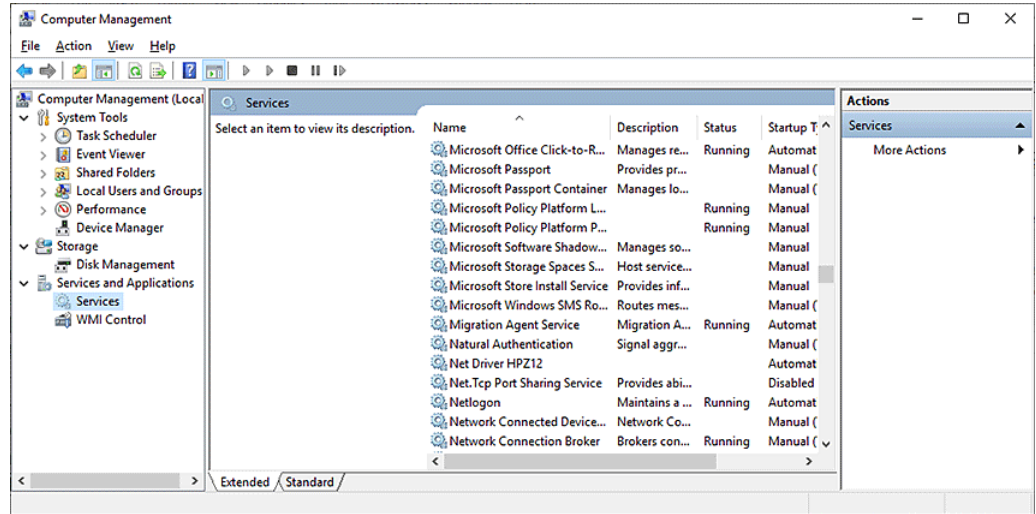 Computer Management
File Action View Help
Computer Management (Local
System Tools
Task Scheduler
Event Viewer
Shared Folders
Local Users and Groups
Performance
Device Manager
Storage
Disk Management
Services and Applications
Services
WMI Control
Services
Select an item to view its description.
Name Description Status Startup T
Microsoft Office Click-to-R... Manages re... Running Automat
Microsoft Passport Provides pr... Manual (
Microsoft Passport Container Manages lo... Manual (
Microsoft Policy Platform L... Running Manual
Microsoft Policy Platform P... Running Manual
Microsoft Software Shadow... Manages so... Manual
Microsoft Storage Spaces S... Host service... Manual
Microsoft Store Install Service Provides inf... Manual
Microsoft Windows SMS Ro... Routes mes... Manual (
Migration Agent Service Migration A... Running Automat
Natural Authentication Signal aggr... Manual (
Net Driver HPZ12 Automat
Net.Tcp Port Sharing Service Provides abi... Disabled
Netlogon Maintains a ... Running Automat
Network Connected Device... Network Co... Manual (
Network Connection Broker Brokers con... Running Manual (
Extended Standard
Actions
Services
More Actions